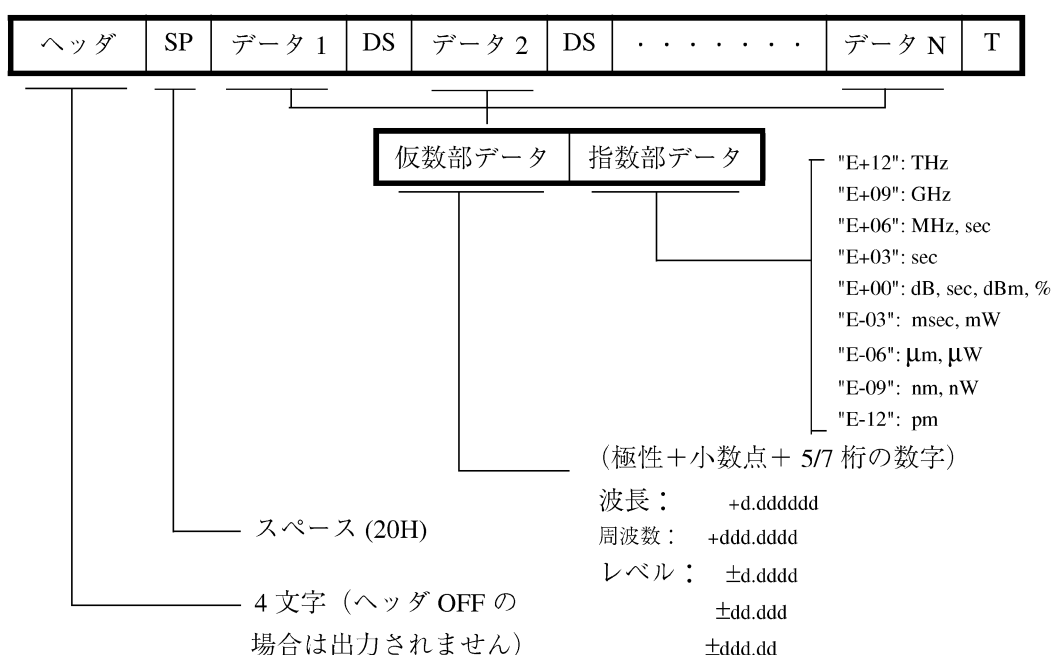 ヘッダ SP データ 1 DS データ 2 DS ・・・・・・・ データ N T
仮数部データ 指数部データ
"E+12": THz
"E+09": GHz
"E+06": MHz, sec
"E+03": sec
"E+00": dB, sec, dBm, %
"E-03": msec, mW
"E-06": μm, μW
"E-09": nm, nW
"E-12": pm
(極性＋小数点＋ 5/7 桁の数字)
波長： +d.dddddd
周波数： +ddd.dddd
レベル： ±d.dddd
±dd.ddd
±ddd.dd
スペース (20H)
4 文字（ヘッダ OFF の
場合は出力されません）